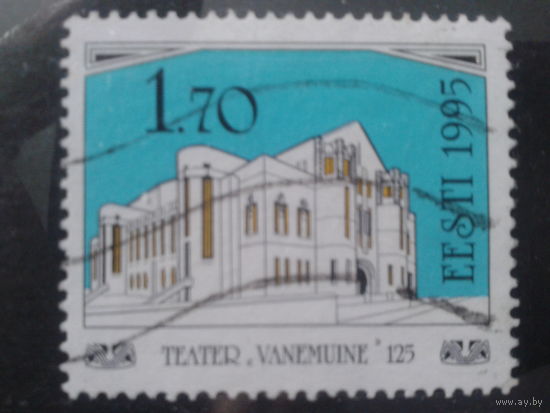 1.70
EESTI 1995
TEATER „VANEMUINE” 125
www.ay.by